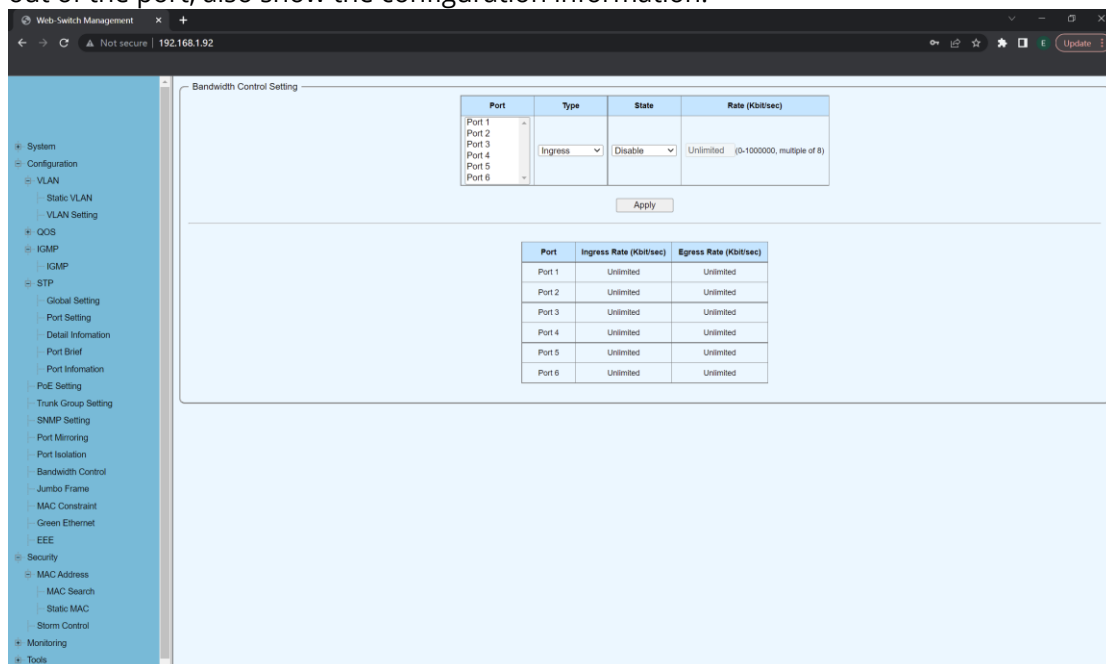 out of the port, also show the configuration information.
Web-Switch Management
Not secure | 192.168.1.92
E
Update
System
Configuration
VLAN
Static VLAN
VLAN Setting
QOS
IGMP
IGMP
STP
Global Setting
Port Setting
Detail Infomation
Port Brief
Port Infomation
PoE Setting
Trunk Group Setting
SNMP Setting
Port Mirroring
Port Isolation
Bandwidth Control
Jumbo Frame
MAC Constraint
Green Ethernet
EEE
Security
MAC Address
MAC Search
Static MAC
Storm Control
Monitoring
Tools
Bandwidth Control Setting
Port Type State Rate (Kbit/sec)
Port 1
Port 2
Port 3
Port 4
Port 5
Port 6
Ingress Disable Unlimited (0-1000000, multiple of 8)
Apply
Port Ingress Rate (Kbit/sec) Egress Rate (Kbit/sec)
Port 1 Unlimited Unlimited
Port 2 Unlimited Unlimited
Port 3 Unlimited Unlimited
Port 4 Unlimited Unlimited
Port 5 Unlimited Unlimited
Port 6 Unlimited Unlimited